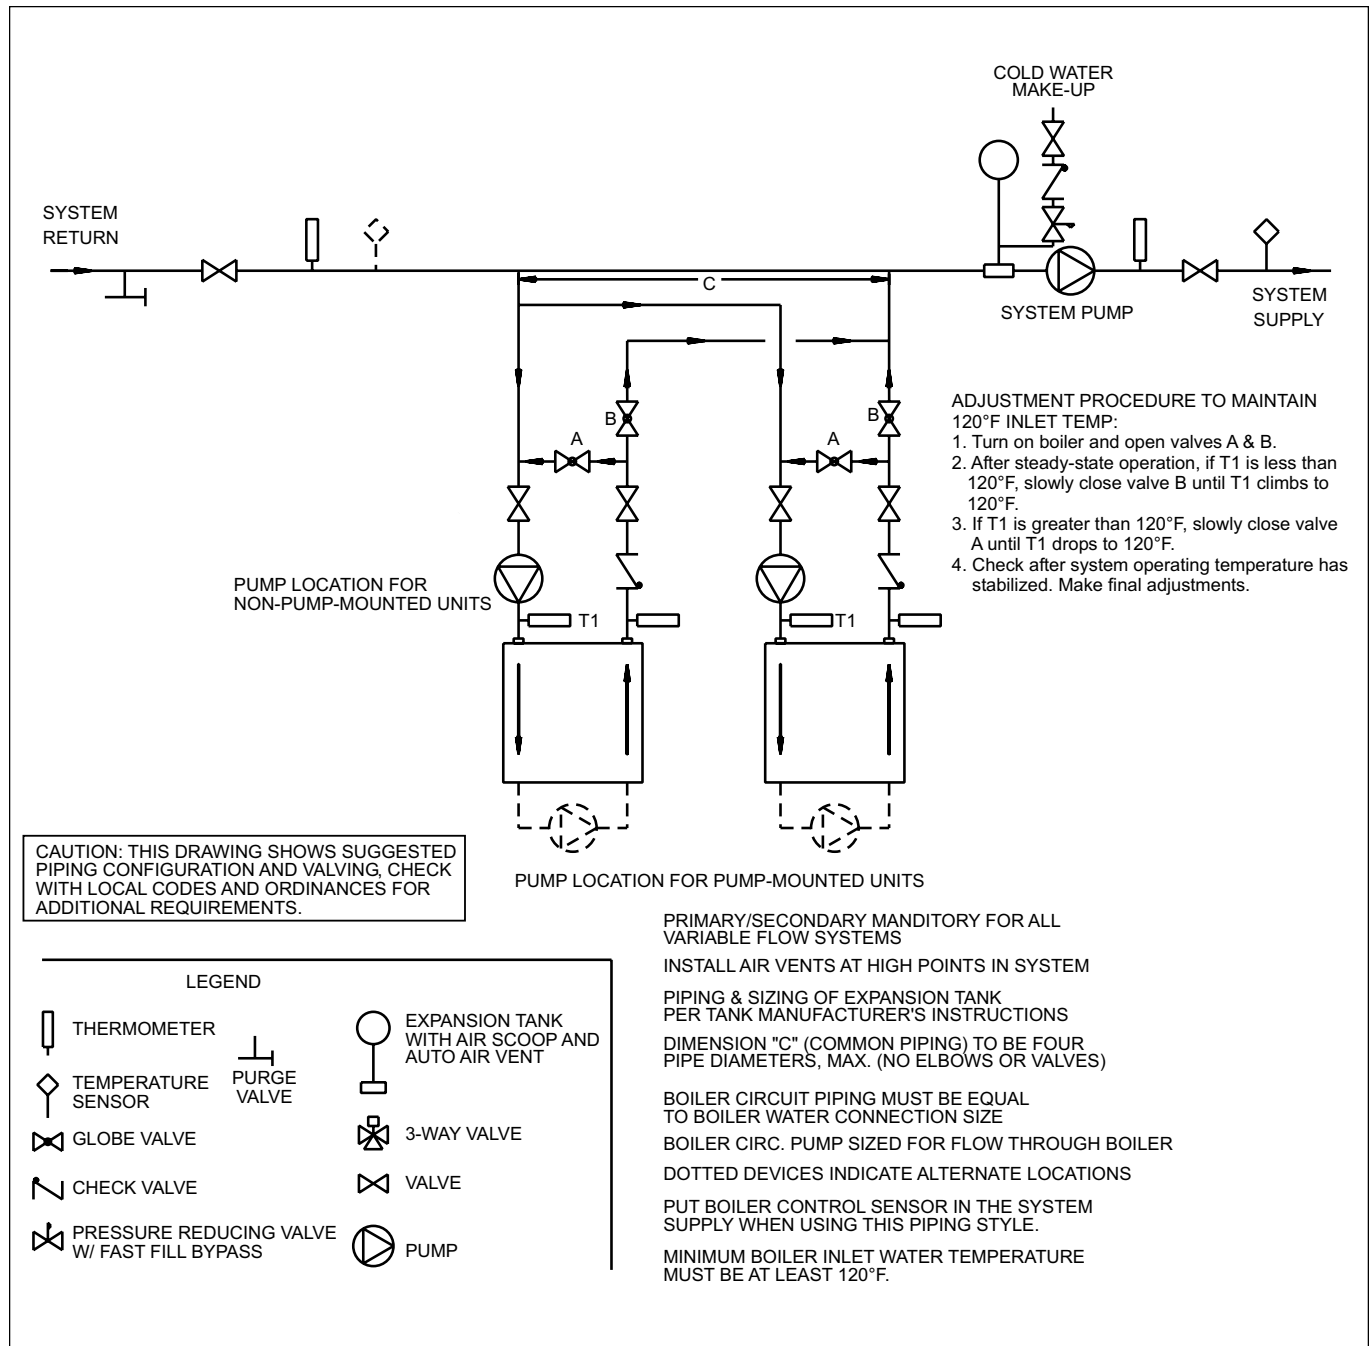 COLD WATER
MAKE-UP
SYSTEM
RETURN
C
SYSTEM PUMP
SYSTEM
SUPPLY
B
A
B
A
ADJUSTMENT PROCEDURE TO MAINTAIN
120°F INLET TEMP:
1. Turn on boiler and open valves A & B.
2. After steady-state operation, if T1 is less than
120°F, slowly close valve B until T1 climbs to
120°F.
3. If T1 is greater than 120°F, slowly close valve
A until T1 drops to 120°F.
4. Check after system operating temperature has
stabilized. Make final adjustments.
PUMP LOCATION FOR
NON-PUMP-MOUNTED UNITS
T1
T1
CAUTION: THIS DRAWING SHOWS SUGGESTED
PIPING CONFIGURATION AND VALVING, CHECK
WITH LOCAL CODES AND ORDINANCES FOR
ADDITIONAL REQUIREMENTS.
PUMP LOCATION FOR PUMP-MOUNTED UNITS
PRIMARY/SECONDARY MANDITORY FOR ALL
VARIABLE FLOW SYSTEMS
INSTALL AIR VENTS AT HIGH POINTS IN SYSTEM
PIPING & SIZING OF EXPANSION TANK
PER TANK MANUFACTURER'S INSTRUCTIONS
DIMENSION "C" (COMMON PIPING) TO BE FOUR
PIPE DIAMETERS, MAX. (NO ELBOWS OR VALVES)
BOILER CIRCUIT PIPING MUST BE EQUAL
TO BOILER WATER CONNECTION SIZE
BOILER CIRC. PUMP SIZED FOR FLOW THROUGH BOILER
DOTTED DEVICES INDICATE ALTERNATE LOCATIONS
PUT BOILER CONTROL SENSOR IN THE SYSTEM
SUPPLY WHEN USING THIS PIPING STYLE.
MINIMUM BOILER INLET WATER TEMPERATURE
MUST BE AT LEAST 120°F.
LEGEND
THERMOMETER
TEMPERATURE
SENSOR
PURGE
VALVE
GLOBE VALVE
CHECK VALVE
PRESSURE REDUCING VALVE
W/ FAST FILL BYPASS
EXPANSION TANK
WITH AIR SCOOP AND
AUTO AIR VENT
3-WAY VALVE
VALVE
PUMP